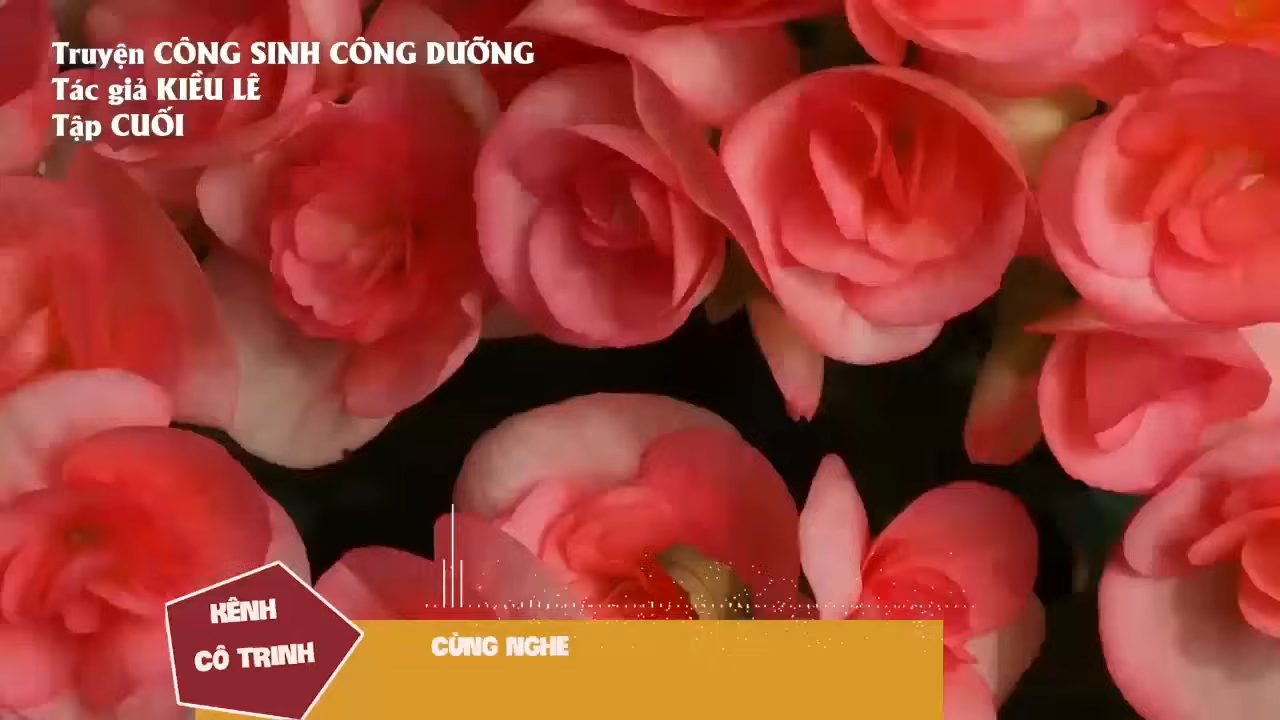 Truyện CÔNG SINH CÔNG DƯỠNG
Tác giả KIỀU LÊ
Tập CUỐI
KÊNH
CÔ TRINH
CÙNG NGHE